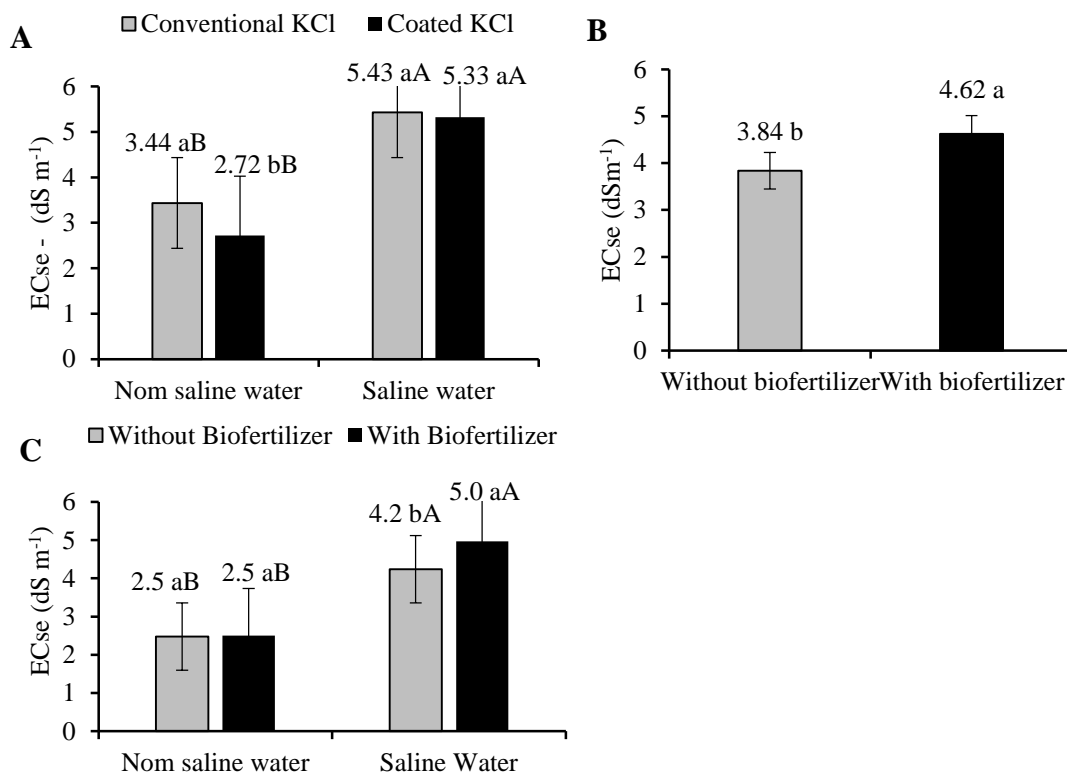 Conventional KCl Coated KCl
A
ECse - (dS m-1)
6
5
4
3
2
1
0
3.44 aB
2.72 bB
5.43 aA
5.33 aA
Nom saline water Saline water
B
ECse (dSm-1)
6
5
4
3
2
1
0
3.84 b
4.62 a
Without biofertilizer With biofertilizer
Without Biofertilizer With Biofertilizer
C
ECse (dS m-1)
6
5
4
3
2
1
0
2.5 aB
2.5 aB
4.2 bA
5.0 aA
Nom saline water Saline Water